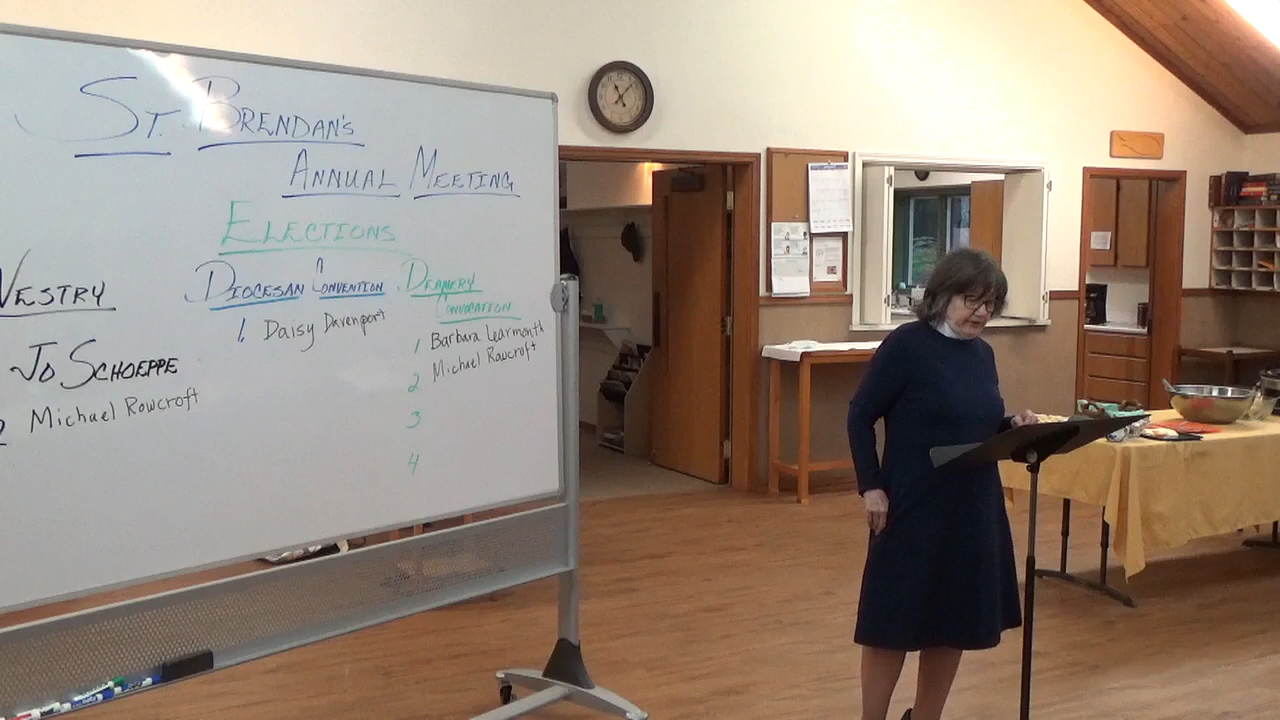 ST. BRENDAN'S
ANNUAL MEETING
ELECTIONS
VESTRY
JO SCHOEPPE
2 Michael Rowcroft
DIOCESAN CONVENTION
1. Daisy Davenport
DEANERY
CONVOCATION
1 Barbara Learmonth
2 Michael Rowcroft
3
4